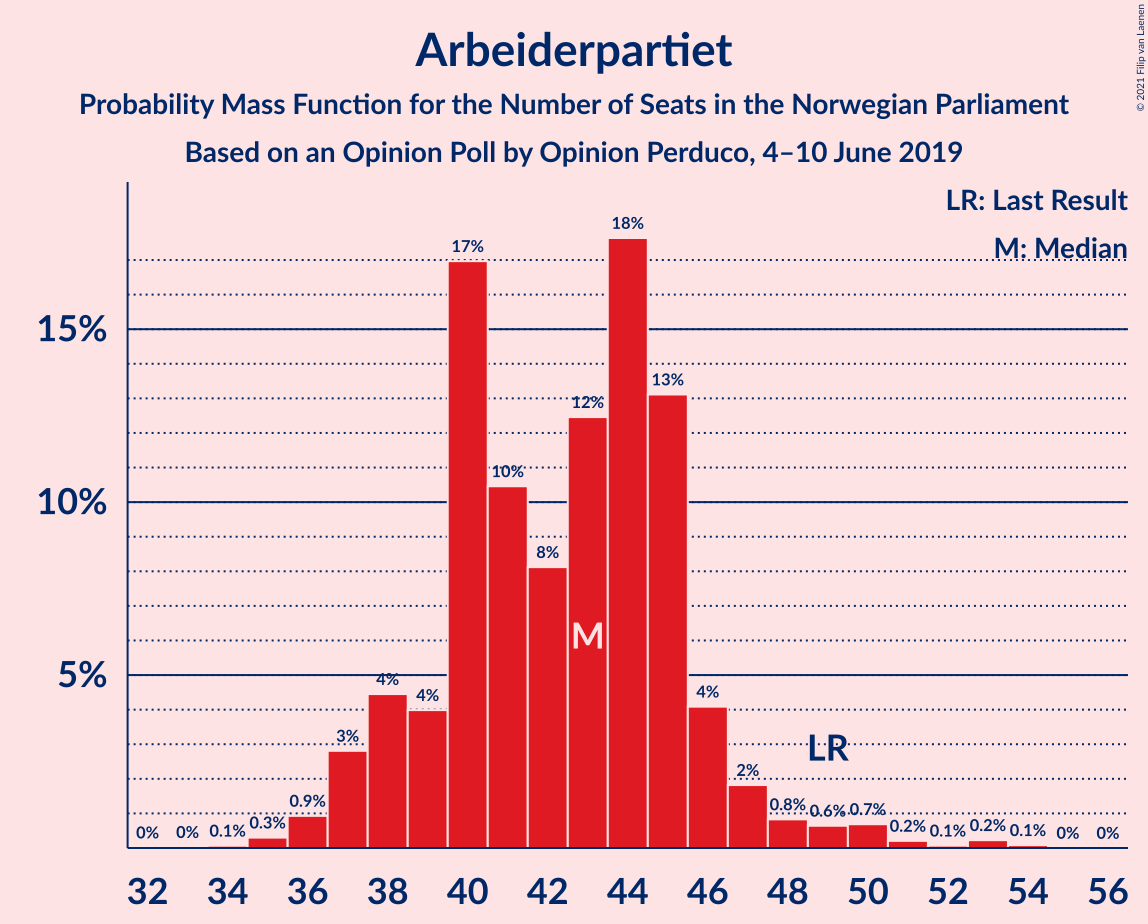 Arbeiderpartiet
Probability Mass Function for the Number of Seats in the Norwegian Parliament
Based on an Opinion Poll by Opinion Perduco, 4–10 June 2019
© 2021 Filip van Laenen
LR: Last Result
M: Median
15%
10%
5%
0% 0% 0.1% 0.3% 0.9% 3% 4% 4% 17% 10% 8% 12% 18% 13% 4% 2% 0.8% 0.6% 0.7% 0.2% 0.1% 0.2% 0.1% 0% 0%
M
LR
32 34 36 38 40 42 44 46 48 50 52 54 56